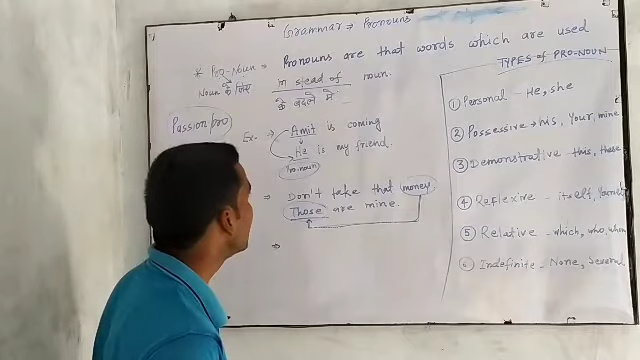 Grammar → Pronouns
* Pro-Noun = Pronouns are that words which are used
Noun के लिए in stead of noun.
के बदले में
Passion pro
Ex- Amit is coming
He is my friend.
Pro-noun
⇒ Don't take that money
Those are mine.
⇒
TYPES of PRO-NOUN
① Personal - He, she
② Possessive → his, Your, mine
③ Demonstrative - this, these
④ Reflexive - itself,
⑤ Relative - which, who, whom
⑥ Indefinite - None, Several